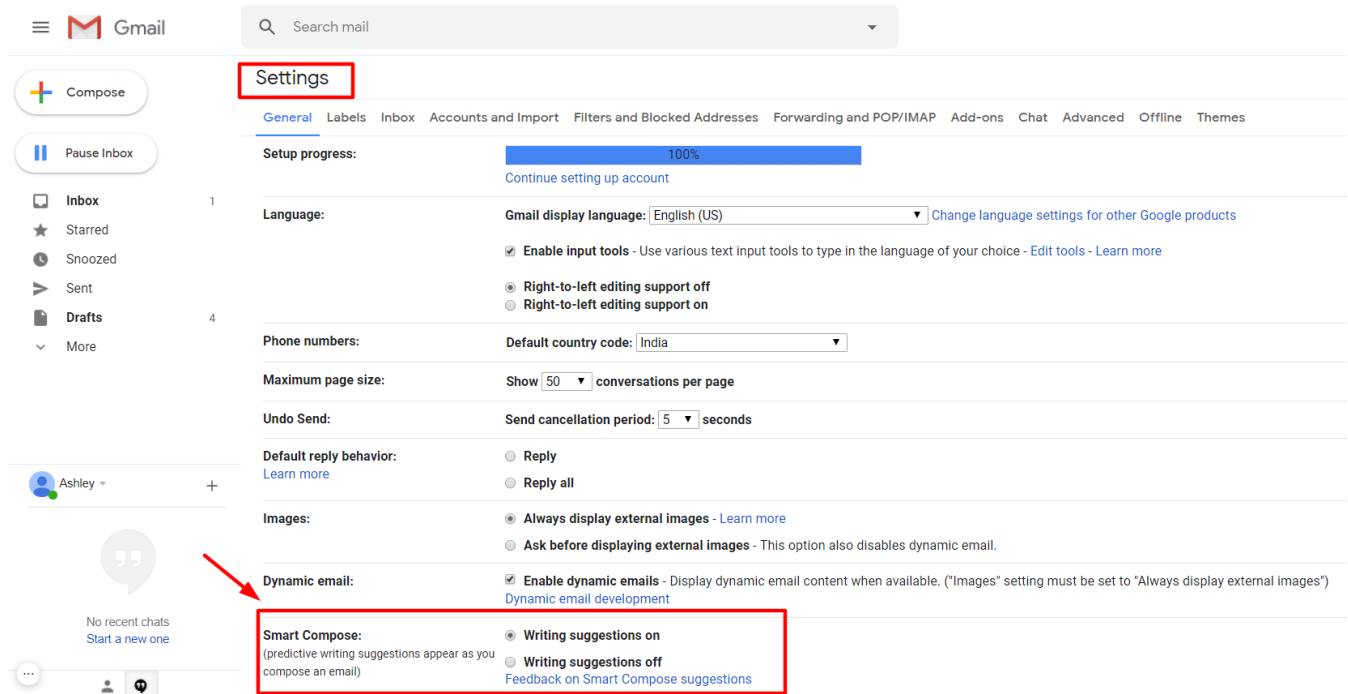 Gmail
Search mail
Compose
Pause Inbox
Inbox 1
Starred
Snoozed
Sent
Drafts 4
More
Ashley
No recent chats
Start a new one
Settings
General Labels Inbox Accounts and Import Filters and Blocked Addresses Forwarding and POP/IMAP Add-ons Chat Advanced Offline Themes
Setup progress: 100%
Continue setting up account
Language: Gmail display language: English (US) Change language settings for other Google products
Enable input tools - Use various text input tools to type in the language of your choice - Edit tools - Learn more
Right-to-left editing support off
Right-to-left editing support on
Phone numbers: Default country code: India
Maximum page size: Show 50 conversations per page
Undo Send: Send cancellation period: 5 seconds
Default reply behavior: Reply
Learn more
Reply all
Images: Always display external images - Learn more
Ask before displaying external images - This option also disables dynamic email.
Dynamic email: Enable dynamic emails - Display dynamic email content when available. ("Images" setting must be set to "Always display external images")
Dynamic email development
Smart Compose: Writing suggestions on
(predictive writing suggestions appear as you
compose an email)
Writing suggestions off
Feedback on Smart Compose suggestions